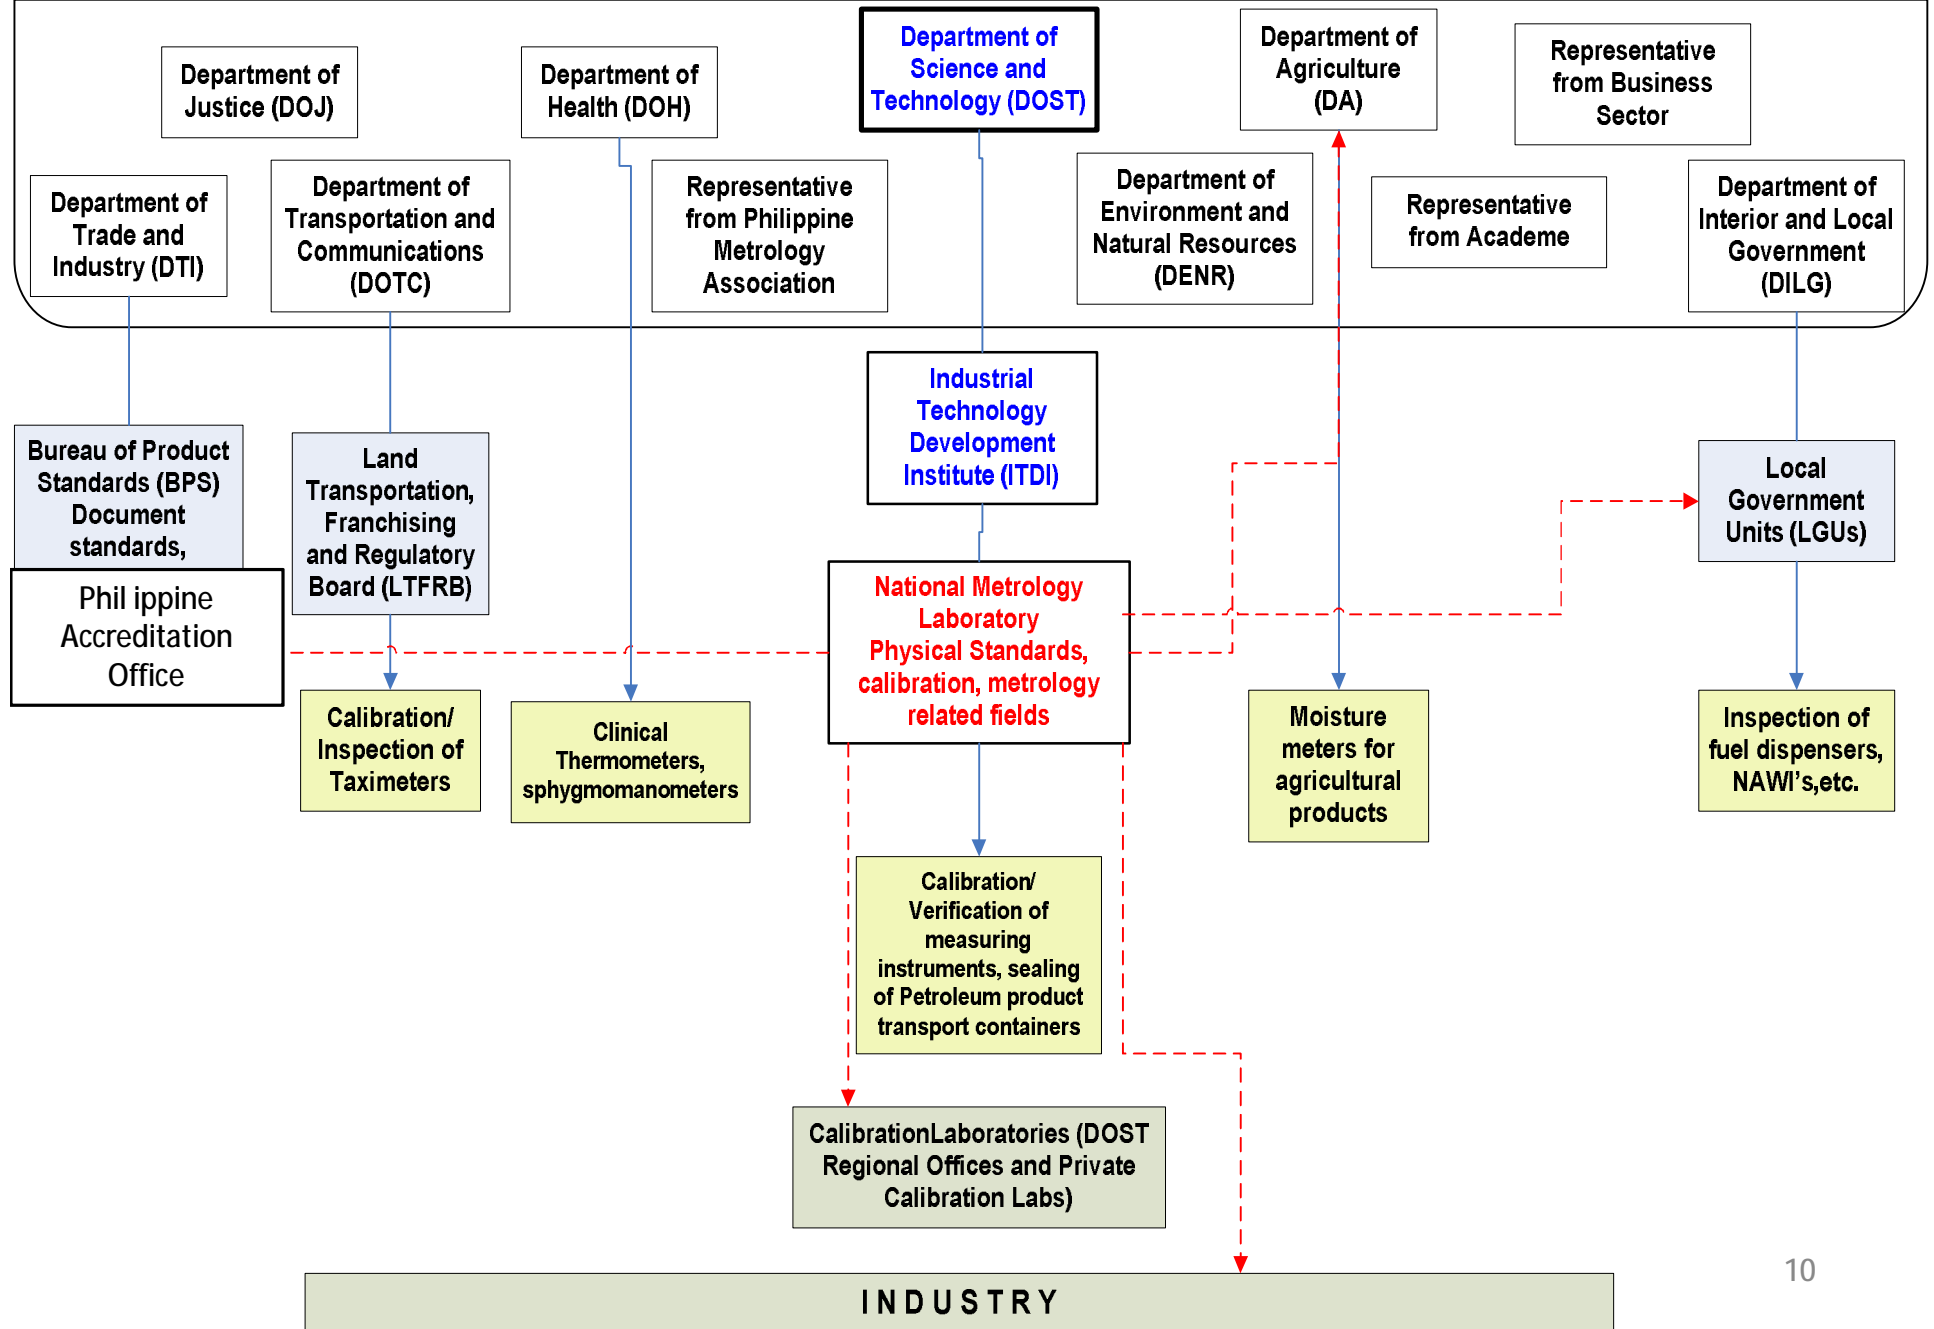 Department of
Justice (DOJ)
Department of
Health (DOH)
Department of
Science and
Technology (DOST)
Department of
Agriculture
(DA)
Representative
from Business
Sector
Department of
Trade and
Industry (DTI)
Department of
Transportation and
Communications
(DOTC)
Representative
from Philippine
Metrology
Association
Department of
Environment and
Natural Resources
(DENR)
Representative
from Academe
Department of
Interior and Local
Government
(DILG)
Industrial
Technology
Development
Institute (ITDI)
Bureau of Product
Standards (BPS)
Document
standards,
Phil ippine
Accreditation
Office
Land
Transportation,
Franchising
and Regulatory
Board (LTFRB)
Local
Government
Units (LGUs)
National Metrology
Laboratory
Physical Standards,
calibration, metrology
related fields
Calibration/
Inspection of
Taximeters
Clinical
Thermometers,
sphygmomanometers
Moisture
meters for
agricultural
products
Inspection of
fuel dispensers,
NAWI's,etc.
Calibration/
Verification of
measuring
instruments, sealing
of Petroleum product
transport containers
CalibrationLaboratories (DOST
Regional Offices and Private
Calibration Labs)
10
INDUSTRY